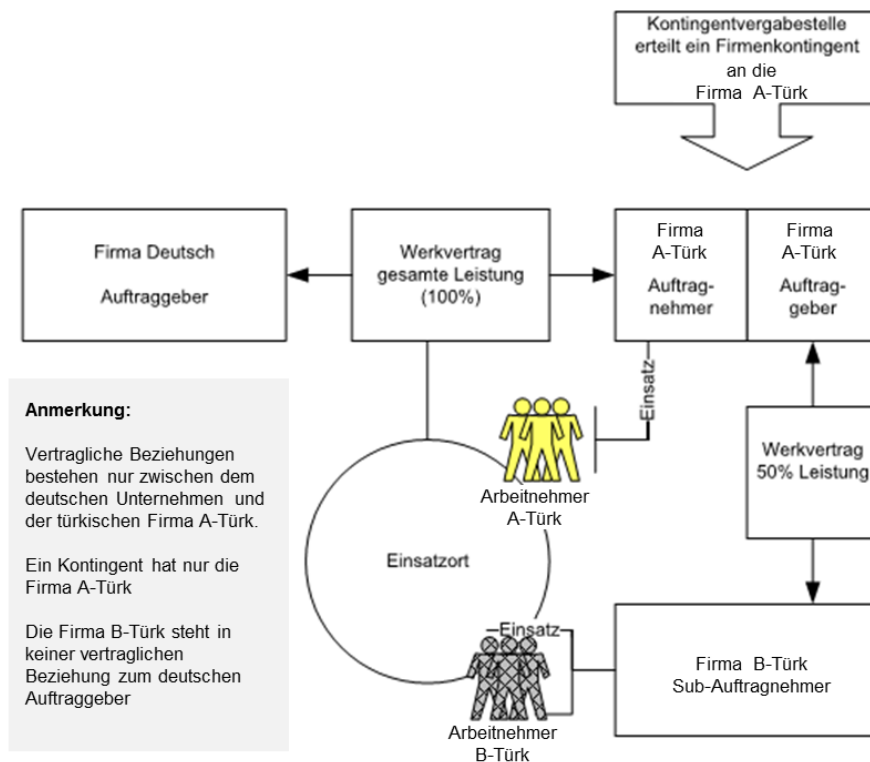 Kontingentvergabestelle
erteilt ein Firmenkontingent
an die
Firma A-Türk
Firma Deutsch
Auftraggeber
Werkvertrag
gesamte Leistung
(100%)
Firma
A-Türk
Auftrag-
nehmer
Firma
A-Türk
Auftrag-
geber
Einsatz
Anmerkung:
Vertragliche Beziehungen
bestehen nur zwischen dem
deutschen Unternehmen und
der türkischen Firma A-Türk.
Ein Kontingent hat nur die
Firma A-Türk
Die Firma B-Türk steht in
keiner vertraglichen
Beziehung zum deutschen
Auftraggeber
Arbeitnehmer
A-Türk
Werkvertrag
50% Leistung
Einsatzort
Einsatz
Arbeitnehmer
B-Türk
Firma B-Türk
Sub-Auftragnehmer